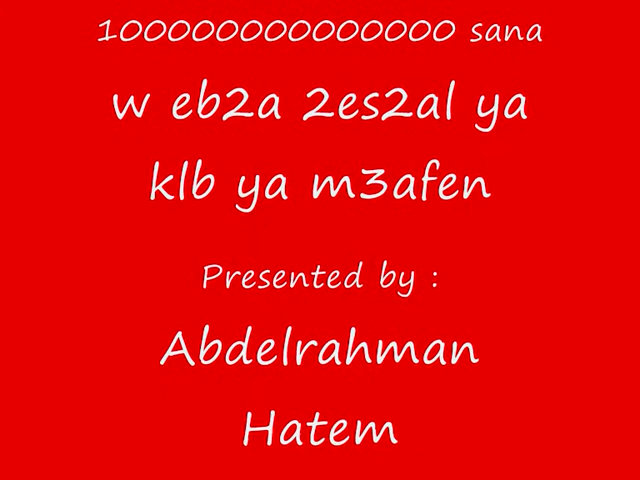 100000000000000 sana
w eb2a 2es2al ya
klb ya m3afen
Presented by :
Abdelrahman
Hatem